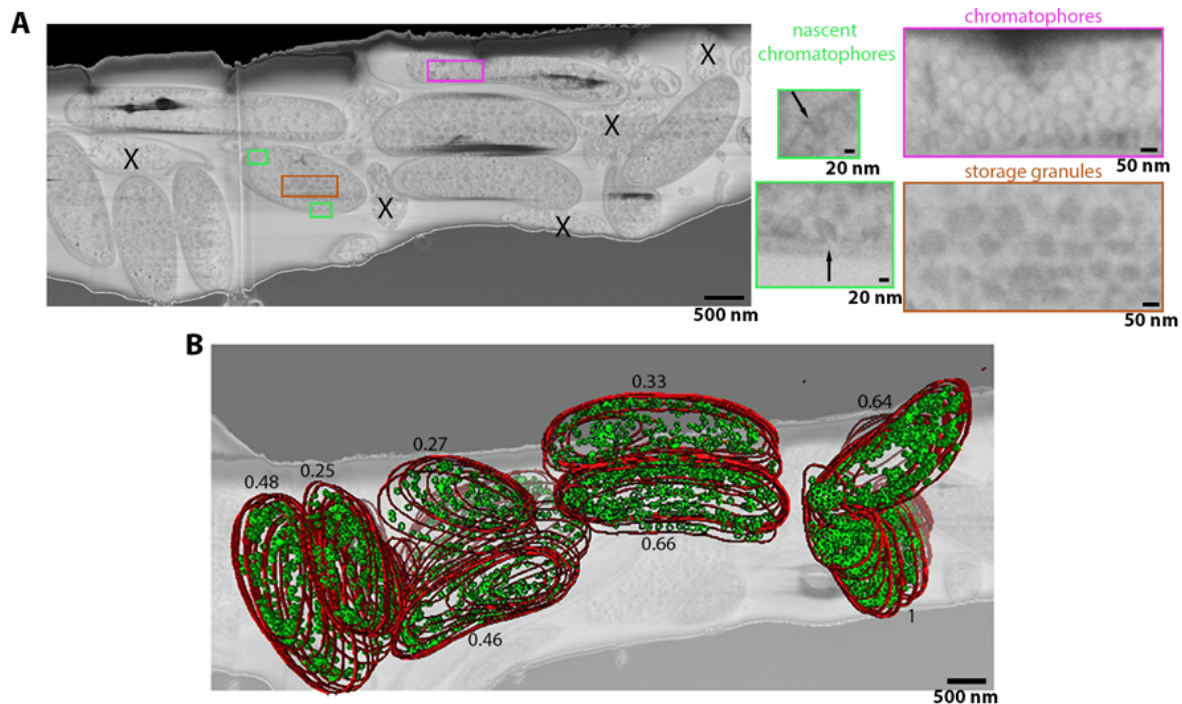 A
X
X
X
X
X
500 nm
nascent
chromatophores
20 nm
20 nm
chromatophores
50 nm
storage granules
50 nm
B
0.48
0.25
0.27
0.46
0.33
0.66
0.64
1
500 nm